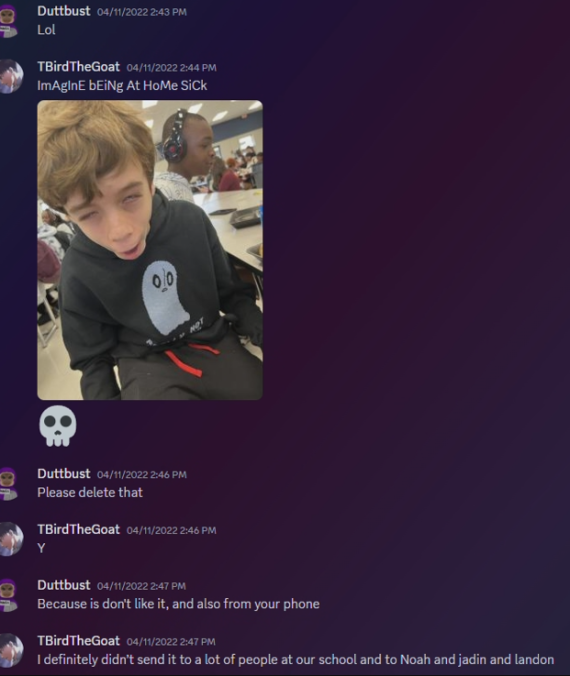 Duttbust 04/11/2022 2:43 PM
Lol
TBirdTheGoat 04/11/2022 2:44 PM
ImAgInE bEiNg At HoMe SiCk
NOT
Duttbust 04/11/2022 2:46 PM
Please delete that
TBirdTheGoat 04/11/2022 2:46 PM
Y
Duttbust 04/11/2022 2:47 PM
Because is don't like it, and also from your phone
TBirdTheGoat 04/11/2022 2:47 PM
I definitely didn't send it to a lot of people at our school and to Noah and jadin and landon